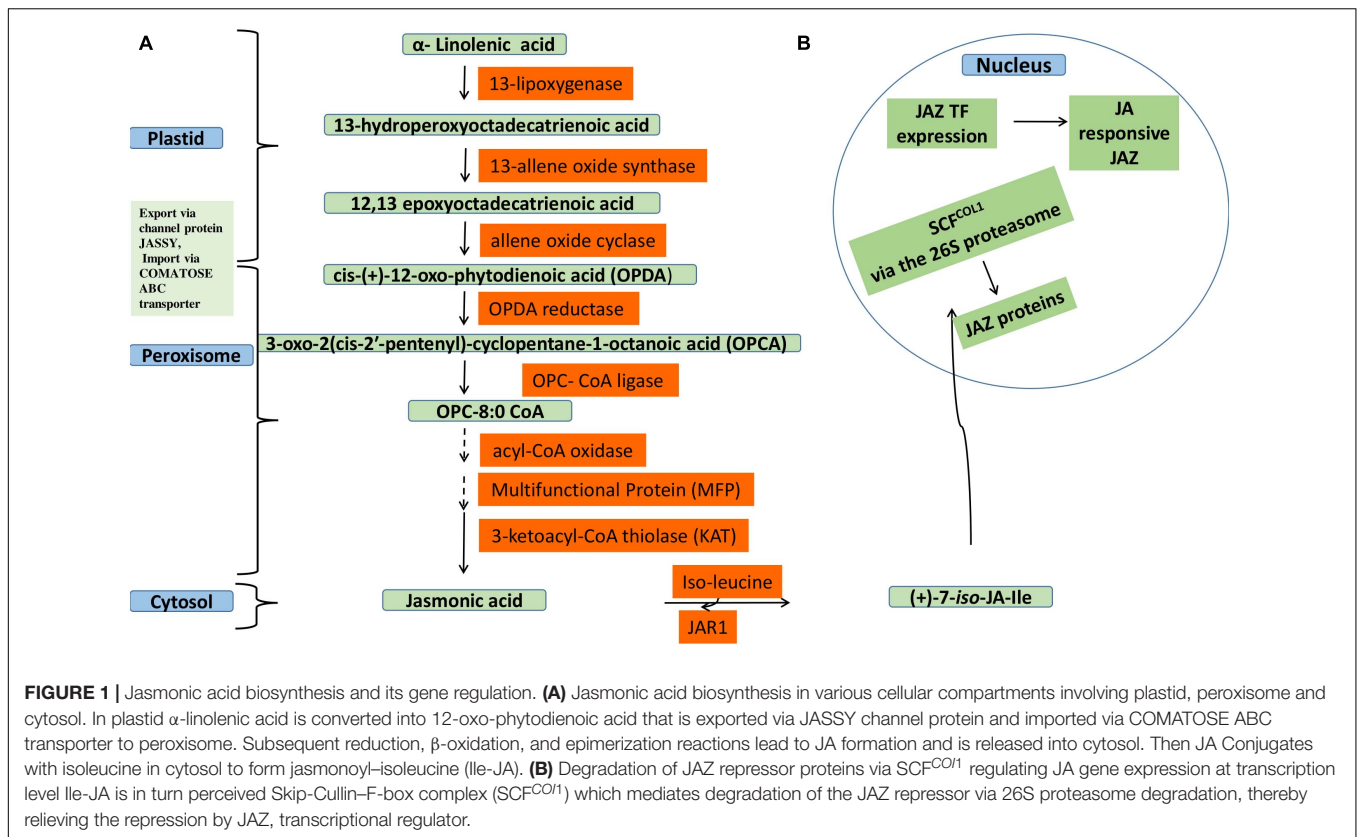 A
α- Linolenic acid
13-lipoxygenase
13-hydroperoxyoctadecatrienoic acid
Plastid
13-allene oxide synthase
12,13 epoxyoctadecatrienoic acid
Export via
channel protein
JASSY,
Import via
COMATOSE
ABC
transporter
allene oxide cyclase
cis-(+)-12-oxo-phytodienoic acid (OPDA)
OPDA reductase
3-oxo-2(cis-2’-pentenyl)-cyclopentane-1-octanoic acid (OPCA)
Peroxisome
OPC- CoA ligase
OPC-8:0 CoA
acyl-CoA oxidase
Multifunctional Protein (MFP)
3-ketoacyl-CoA thiolase (KAT)
Cytosol
Jasmonic acid
Iso-leucine
JAR1
(+)-7-iso-JA-Ile
B
Nucleus
JAZ TF
expression
JA
responsive
JAZ
SCFCOL1
via the 26S proteasome
JAZ proteins
FIGURE 1 | Jasmonic acid biosynthesis and its gene regulation. (A) Jasmonic acid biosynthesis in various cellular compartments involving plastid, peroxisome and
cytosol. In plastid α-linolenic acid is converted into 12-oxo-phytodienoic acid that is exported via JASSY channel protein and imported via COMATOSE ABC
transporter to peroxisome. Subsequent reduction, β-oxidation, and epimerization reactions lead to JA formation and is released into cytosol. Then JA Conjugates
with isoleucine in cytosol to form jasmonoyl–isoleucine (Ile-JA). (B) Degradation of JAZ repressor proteins via SCFCOI1 regulating JA gene expression at transcription
level Ile-JA is in turn perceived Skip-Cullin–F-box complex (SCFCOI1) which mediates degradation of the JAZ repressor via 26S proteasome degradation, thereby
relieving the repression by JAZ, transcriptional regulator.